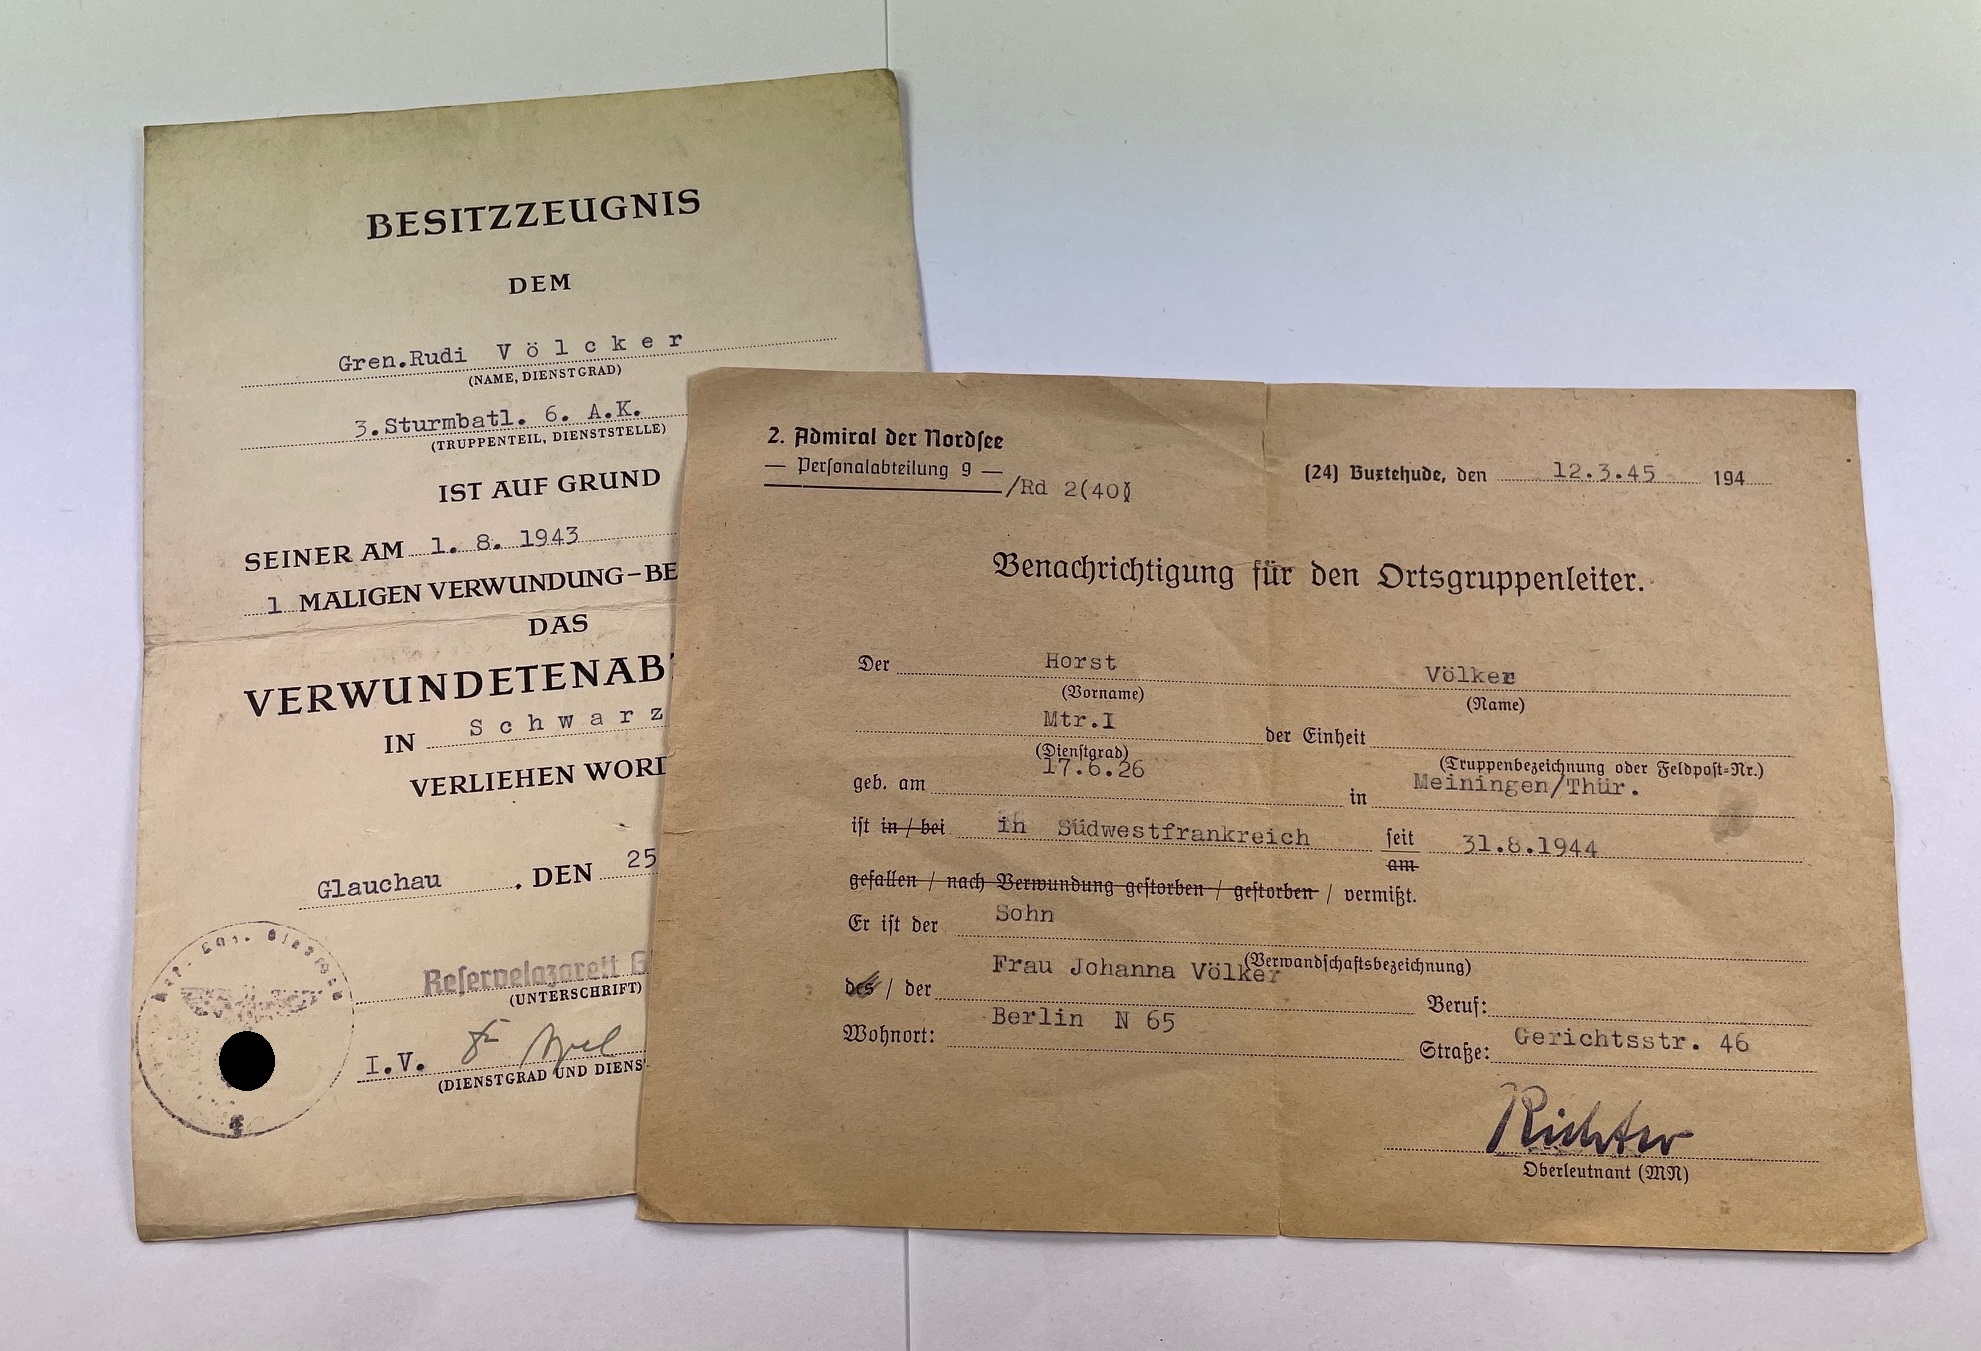 BESITZZEUGNIS
DEM
Gren.Rudi Völcker
(NAME, DIENSTGRAD)
3.Sturmbatl. 6. A.K.
(TRUPPENTEIL, DIENSTSTELLE)
IST AUF GRUND
SEINER AM 1. 8. 1943
1 MALIGEN VERWUNDUNG-BE
DAS
VERWUNDETENAB
IN Schwarz
VERLIEHEN WORD
Glauchau, DEN 25
Reservelazarett G
(UNTERSCHRIFT)
I.V.
(DIENSTGRAD UND DIENS
2. Admiral der Nordsee
— Personalabteilung 9 —
/Rd 2(40)
(24) Buxtehude, den 12.3.45 194
Benachrichtigung für den Ortsgruppenleiter.
Der Horst Völker
(Vorname) (Name)
Mtr.I der Einheit
(Dienstgrad) (Truppenbezeichnung oder Feldpost-Nr.)
geb. am 17.6.26 in Meiningen/Thür.
ist in / bei in Südwestfrankreich seit 31.8.1944
am
gefallen / nach Verwundung gestorben / gestorben / vermißt.
Er ist der Sohn
(Verwandschaftsbezeichnung)
des / der Frau Johanna Völker Beruf:
Wohnort: Berlin N 65 Straße: Gerichtsstr. 46
Richter
Oberleutnant (MN)